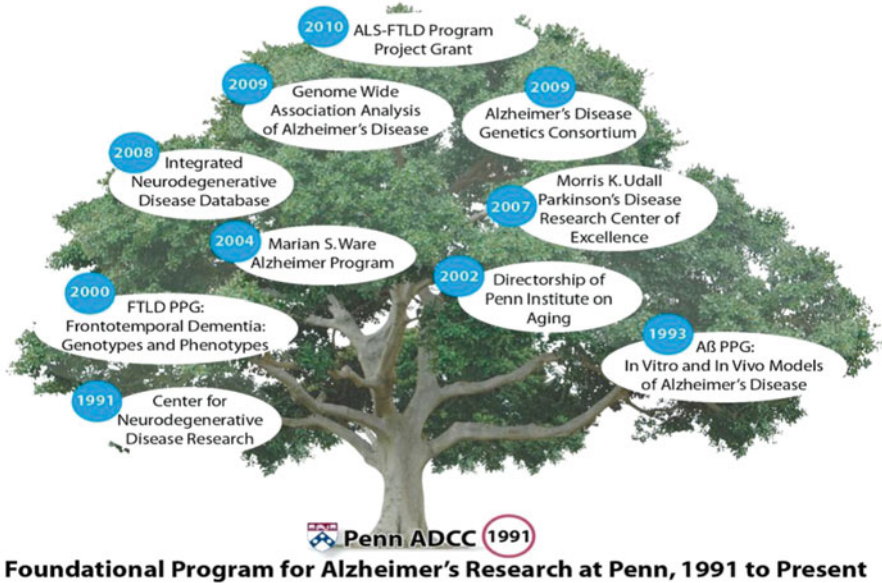 2010
ALS-FTLD Program
Project Grant
2009
Genome Wide
Association Analysis
of Alzheimer's Disease
2009
Alzheimer's Disease
Genetics Consortium
2008
Integrated
Neurodegenerative
Disease Database
2007
Morris K. Udall
Parkinson's Disease
Research Center of
Excellence
2004
Marian S. Ware
Alzheimer Program
2002
Directorship of
Penn Institute on
Aging
2000
FTLD PPG:
Frontotemporal Dementia:
Genotypes and Phenotypes
1993
Aß PPG:
In Vitro and In Vivo Models
of Alzheimer's Disease
1991
Center for
Neurodegenerative
Disease Research
Penn ADCC 1991
Foundational Program for Alzheimer's Research at Penn, 1991 to Present